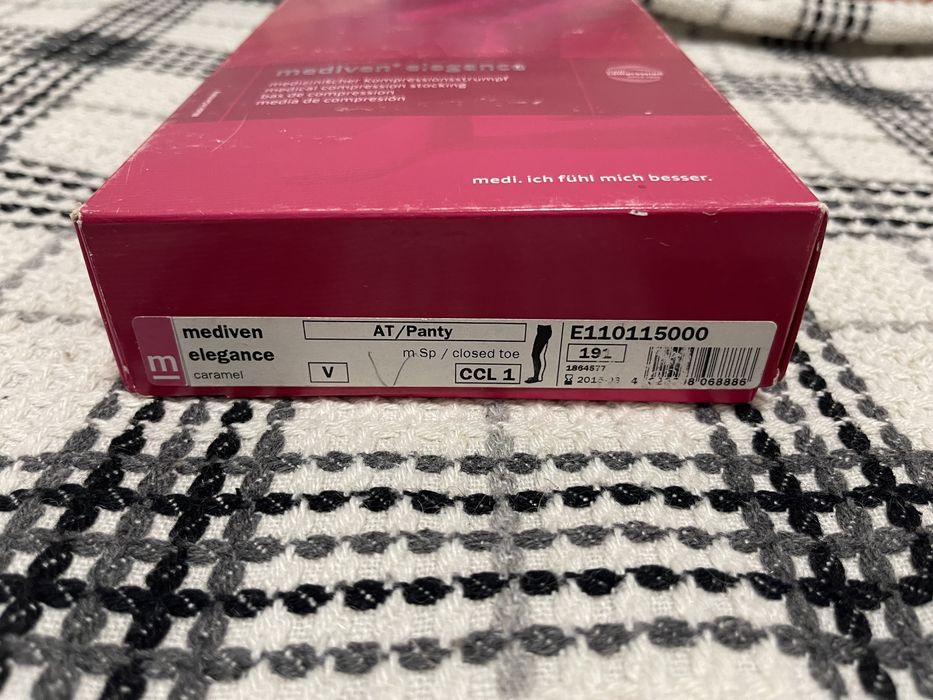 mediven® elegance
medizinischer kompressionsstrumpf
medical compression stocking
bas de compression
media de compresión
medi. ich fühl mich besser.
m
mediven
elegance
caramel
AT/Panty
m Sp / closed toe
V
CCL 1
E110115000
191
1864577
068886